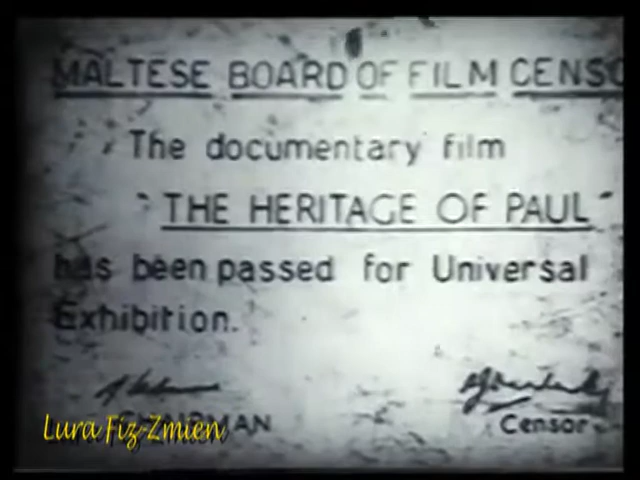 MALTESE BOARD OF FILM CENSO
The documentary film
"THE HERITAGE OF PAUL"
has been passed for Universal
Exhibition.
CHAIRMAN Censor
Lura Fiz-Zmien